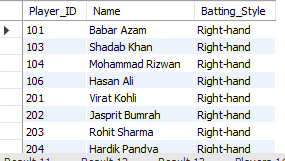 Player_ID Name Batting_Style
101 Babar Azam Right-hand
103 Shadab Khan Right-hand
104 Mohammad Rizwan Right-hand
106 Hasan Ali Right-hand
201 Virat Kohli Right-hand
202 Jasprit Bumrah Right-hand
203 Rohit Sharma Right-hand
204 Hardik Pandya Right-hand